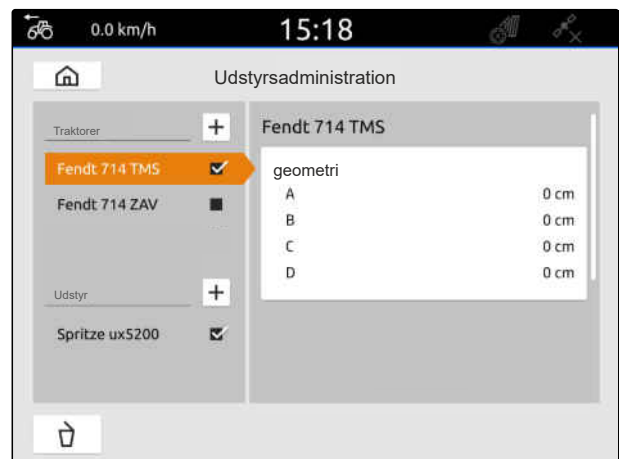 0.0 km/h
15:18
Udstyrsadministration
Traktorer
Fendt 714 TMS
Fendt 714 ZAV
Udstyr
Spritze ux5200
Fendt 714 TMS
geometri
A 0 cm
B 0 cm
C 0 cm
D 0 cm